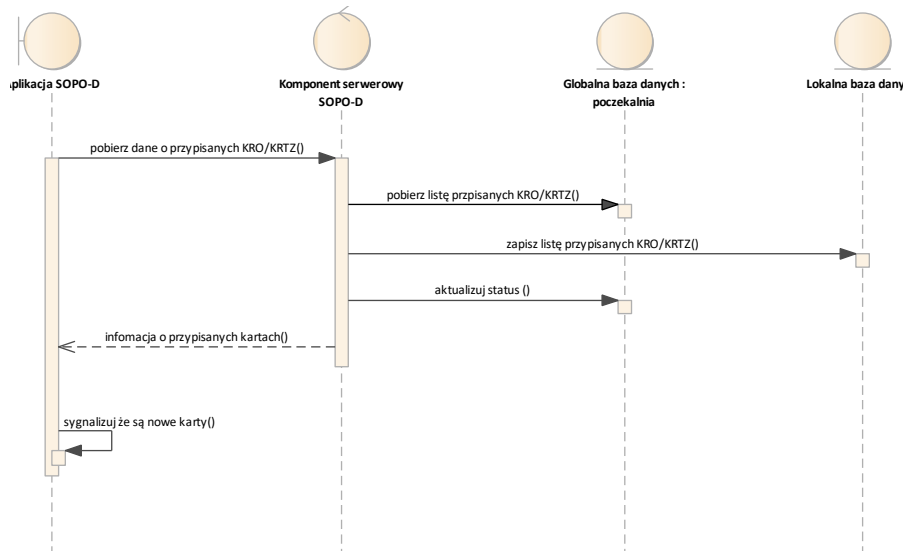 Aplikacja SOPO-D
Komponent serwerowy
SOPO-D
Globalna baza danych :
poczekalnia
Lokalna baza dany
pobierz dane o przypisanych KRO/KRTZ()
pobierz listę przpisanych KRO/KRTZ()
zapisz listę przypisanych KRO/KRTZ()
aktualizuj status ()
infomacja o przypisanych kartach()
sygnalizuj że są nowe karty()